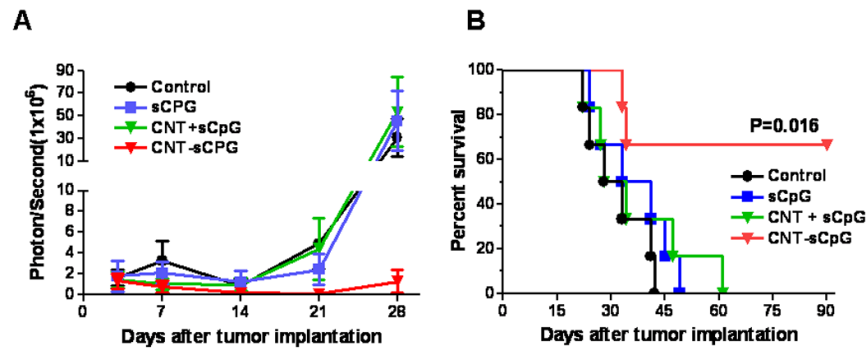 A
Photon/Second(1x10⁶)
90
70
50
30
10
10
8
6
4
2
0
0
7
14
21
28
Days after tumor implantation
Control
sCPG
CNT+sCpG
CNT-sCPG
B
Percent survival
100
80
60
40
20
0
0
15
30
45
60
75
90
Days after tumor implantation
P=0.016
Control
sCpG
CNT + sCpG
CNT-sCpG